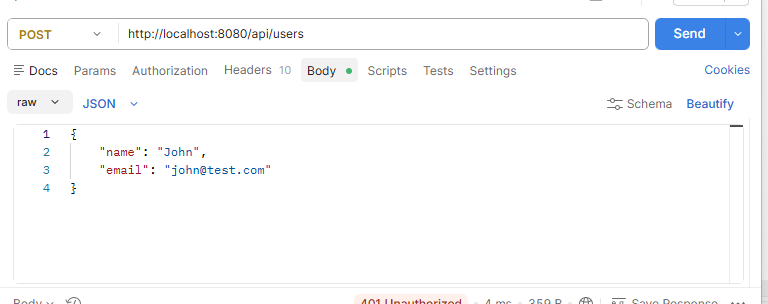 POST http://localhost:8080/api/users Send
Docs Params Authorization Headers 10 Body Scripts Tests Settings Cookies
raw JSON Schema Beautify
1 {
2 "name": "John",
3 "email": "john@test.com"
4 }
Body 401 Unauthorized 4 ms 359 B Save Response